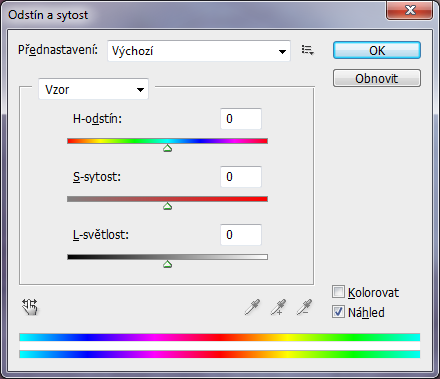 Odstín a sytost
Přednastavení: Výchozí
OK
Obnovit
Vzor
H-odstín: 0
S-sytost: 0
L-světlost: 0
Kolorovat
Náhled